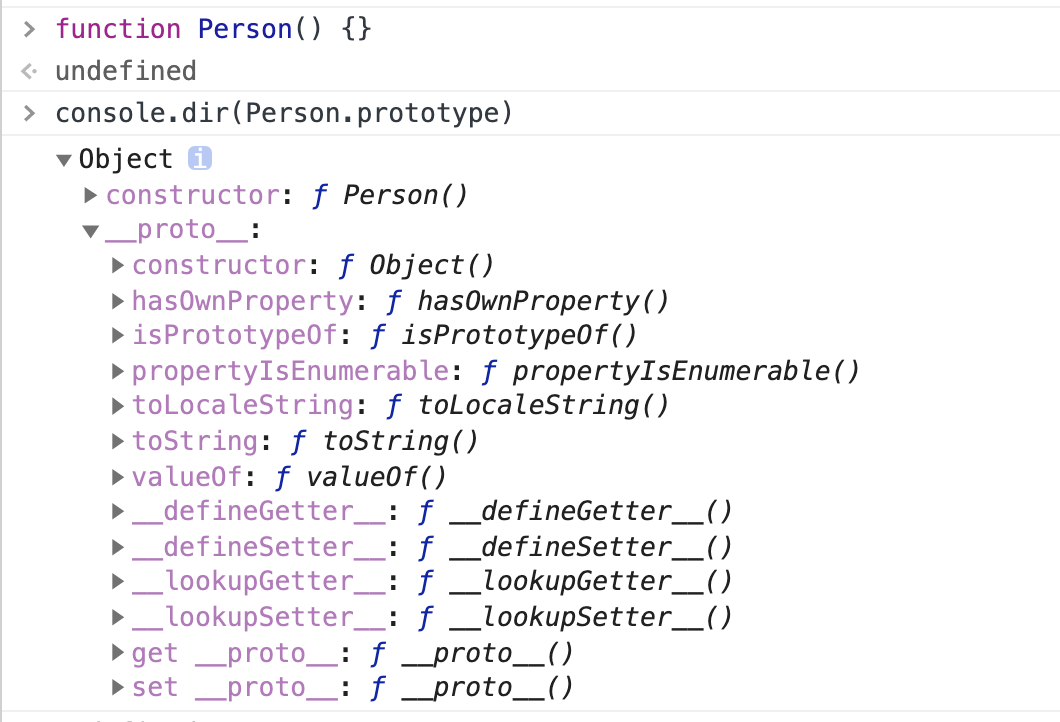 > function Person() {}
< undefined
> console.dir(Person.prototype)
▼Object i
▶constructor: ƒ Person()
▼__proto__:
▶constructor: ƒ Object()
▶hasOwnProperty: ƒ hasOwnProperty()
▶isPrototypeOf: ƒ isPrototypeOf()
▶propertyIsEnumerable: ƒ propertyIsEnumerable()
▶toLocaleString: ƒ toLocaleString()
▶toString: ƒ toString()
▶valueOf: ƒ valueOf()
▶__defineGetter__: ƒ __defineGetter__()
▶__defineSetter__: ƒ __defineSetter__()
▶__lookupGetter__: ƒ __lookupGetter__()
▶__lookupSetter__: ƒ __lookupSetter__()
▶get __proto__: ƒ __proto__()
▶set __proto__: ƒ __proto__()